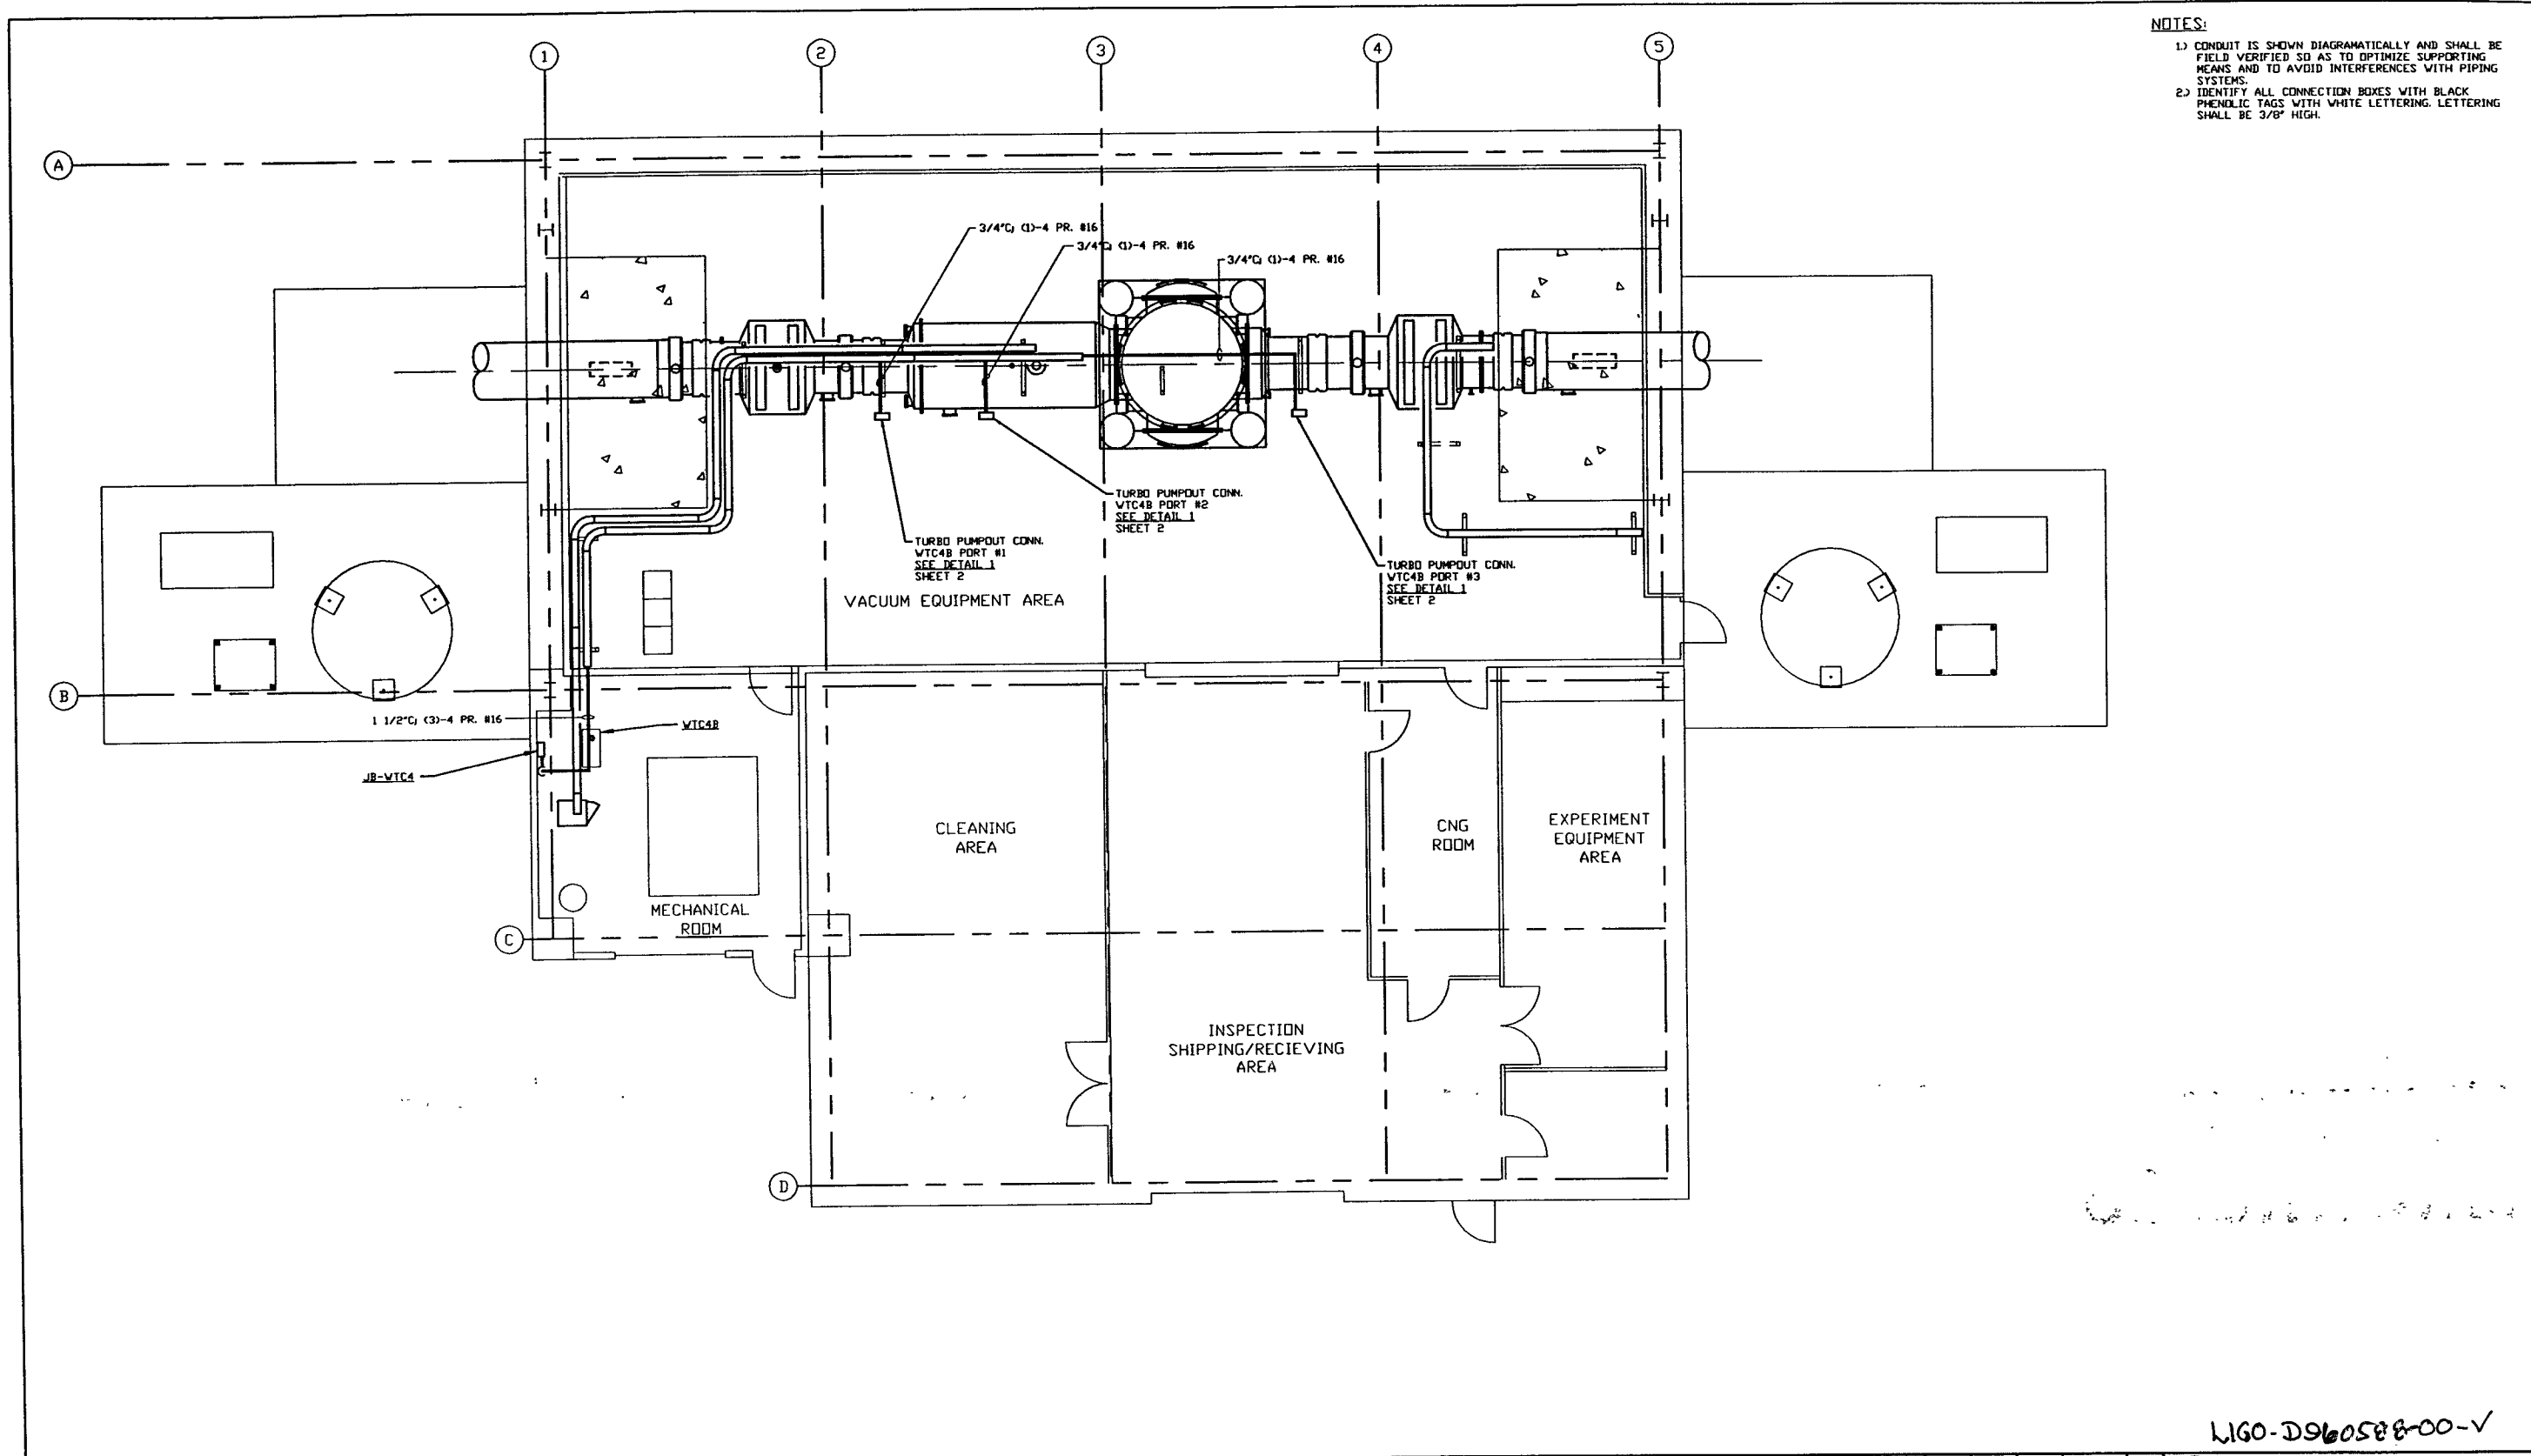 NOTES:
1.) CONDUIT IS SHOWN DIAGRAMATICALLY AND SHALL BE
FIELD VERIFIED SO AS TO OPTIMIZE SUPPORTING
MEANS AND TO AVOID INTERFERENCES WITH PIPING
SYSTEMS.
2.) IDENTIFY ALL CONNECTION BOXES WITH BLACK
PHENOLIC TAGS WITH WHITE LETTERING. LETTERING
SHALL BE 3/8" HIGH.
1
2
3
4
5
A
3/4"C; (1)-4 PR. #16
3/4"C; (1)-4 PR. #16
3/4"C; (1)-4 PR. #16
TURBO PUMPOUT CONN.
WTC4B PORT #2
SEE DETAIL 1
SHEET 2
TURBO PUMPOUT CONN.
WTC4B PORT #1
SEE DETAIL 1
SHEET 2
TURBO PUMPOUT CONN.
WTC4B PORT #3
SEE DETAIL 1
SHEET 2
VACUUM EQUIPMENT AREA
B
1 1/2"C; (3)-4 PR. #16
WTC4B
JB-WTC4
CLEANING
AREA
CNG
ROOM
EXPERIMENT
EQUIPMENT
AREA
MECHANICAL
ROOM
C
INSPECTION
SHIPPING/RECIEVING
AREA
D
LIGO-D960588-00-V